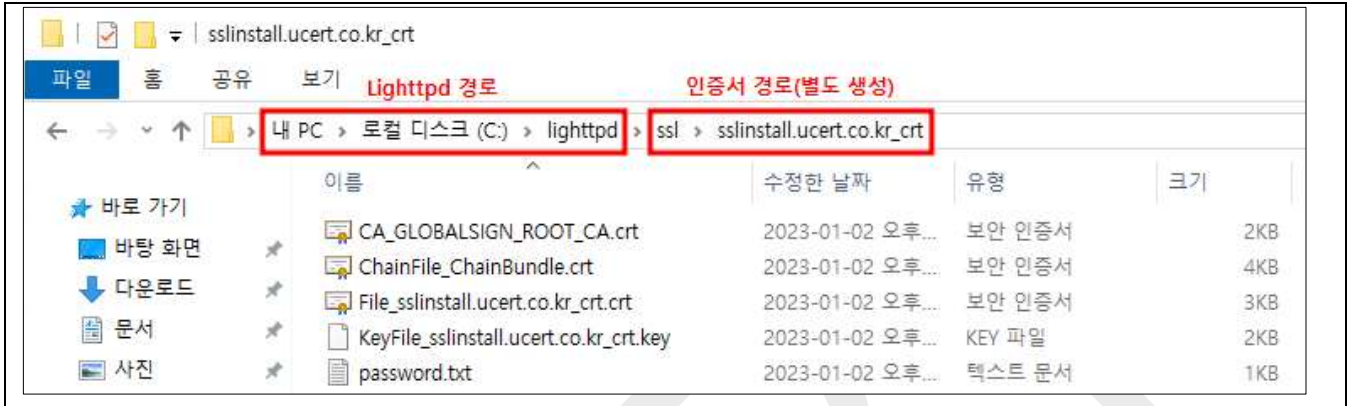 sslinstall.ucert.co.kr_crt
파일 홈 공유 보기
Lighttpd 경로 인증서 경로(별도 생성)
내 PC > 로컬 디스크 (C:) > lighttpd > ssl > sslinstall.ucert.co.kr_crt
이름 수정한 날짜 유형 크기
바로 가기
바탕 화면
다운로드
문서
사진
CA_GLOBALSIGN_ROOT_CA.crt 2023-01-02 오후... 보안 인증서 2KB
ChainFile_ChainBundle.crt 2023-01-02 오후... 보안 인증서 4KB
File_sslinstall.ucert.co.kr_crt.crt 2023-01-02 오후... 보안 인증서 3KB
KeyFile_sslinstall.ucert.co.kr_crt.key 2023-01-02 오후... KEY 파일 2KB
password.txt 2023-01-02 오후... 텍스트 문서 1KB